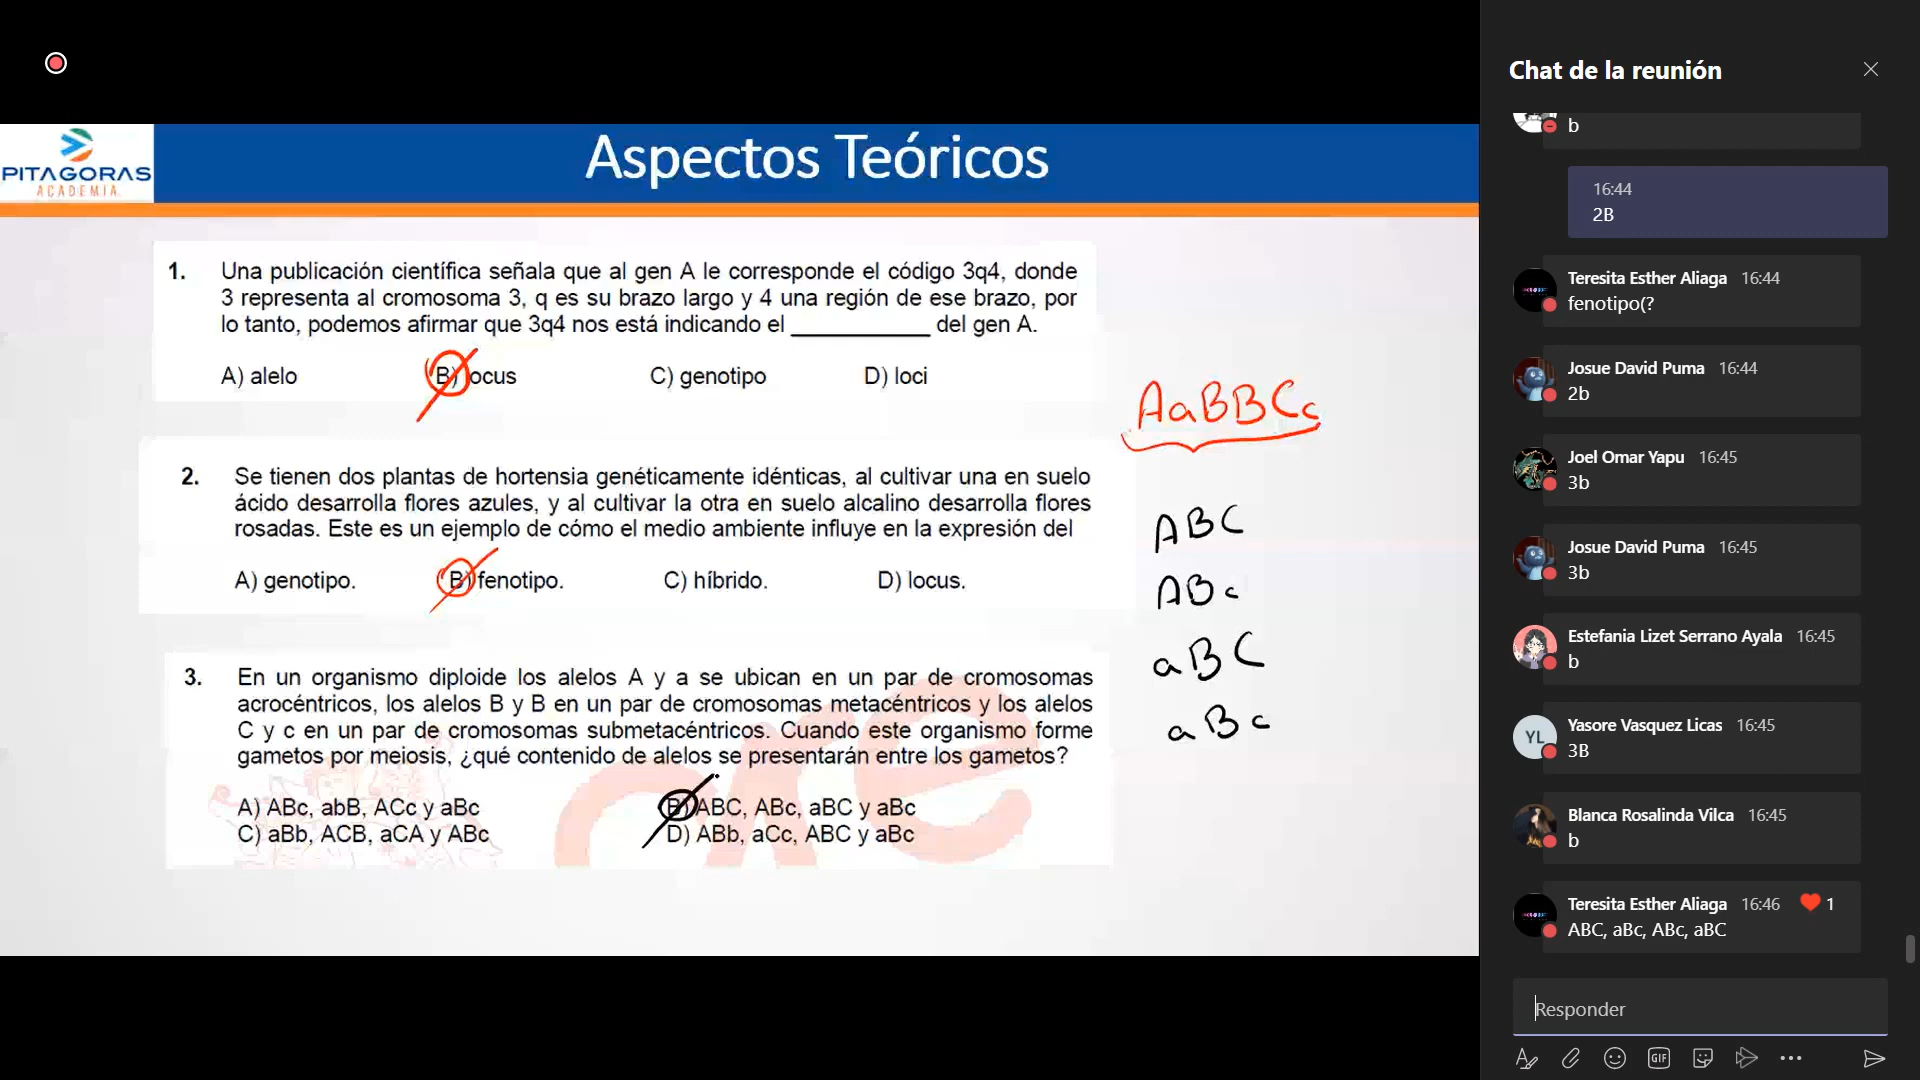 PITAGORAS
ACADEMIA
Aspectos Teóricos
1. Una publicación científica señala que al gen A le corresponde el código 3q4, donde
3 representa al cromosoma 3, q es su brazo largo y 4 una región de ese brazo, por
lo tanto, podemos afirmar que 3q4 nos está indicando el ____________ del gen A.
A) alelo B) locus C) genotipo D) loci
2. Se tienen dos plantas de hortensia genéticamente idénticas, al cultivar una en suelo
ácido desarrolla flores azules, y al cultivar la otra en suelo alcalino desarrolla flores
rosadas. Este es un ejemplo de cómo el medio ambiente influye en la expresión del
A) genotipo. B) fenotipo. C) híbrido. D) locus.
3. En un organismo diploide los alelos A y a se ubican en un par de cromosomas
acrocéntricos, los alelos B y B en un par de cromosomas metacéntricos y los alelos
C y c en un par de cromosomas submetacéntricos. Cuando este organismo forme
gametos por meiosis, ¿qué contenido de alelos se presentarán entre los gametos?
A) ABc, abB, ACc y aBc B) ABC, ABc, aBC y aBc
C) aBb, ACB, aCA y ABc D) ABb, aCc, ABC y aBc
AaBBCc
ABC
ABc
aBC
aBc
Chat de la reunión
b
16:44
2B
Teresita Esther Aliaga 16:44
fenotipo(?
Josue David Puma 16:44
2b
Joel Omar Yapu 16:45
3b
Josue David Puma 16:45
3b
Estefania Lizet Serrano Ayala 16:45
b
YL
Yasore Vasquez Licas 16:45
3B
Blanca Rosalinda Vilca 16:45
b
Teresita Esther Aliaga 16:46 1
ABC, aBc, ABc, aBC
Responder
GIF